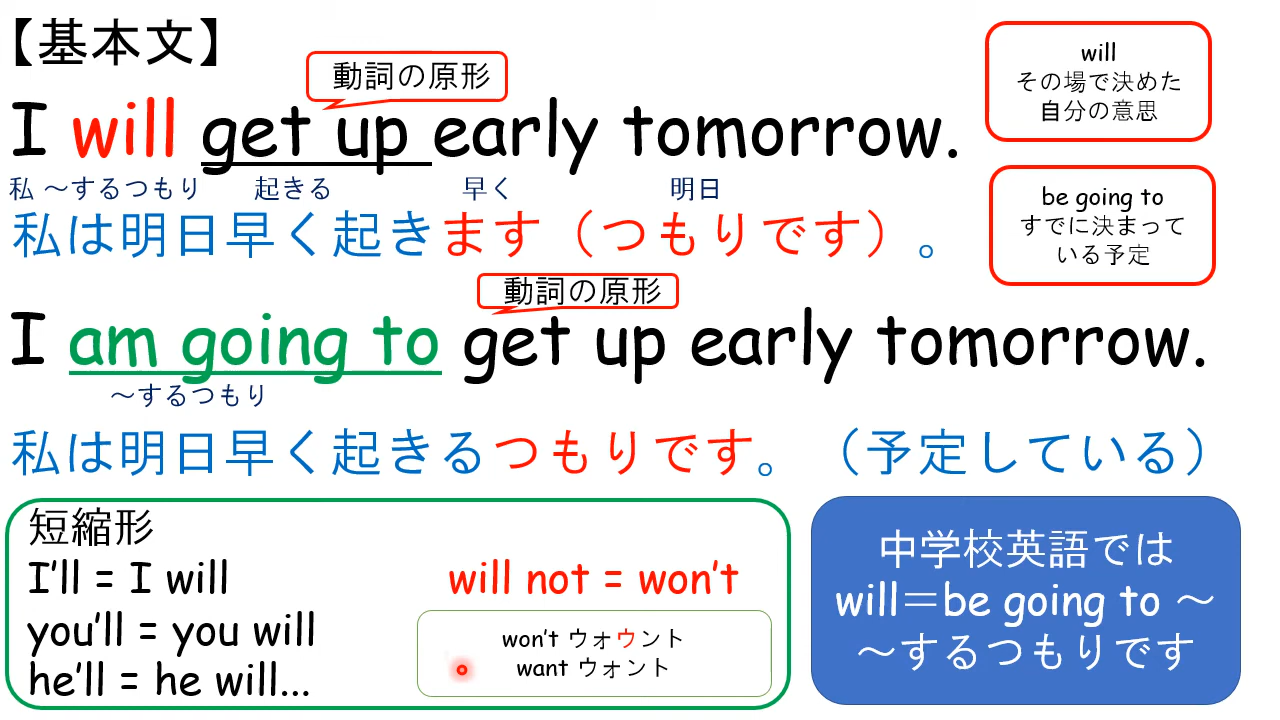 【基本文】
動詞の原形
I will get up early tomorrow.
私 ～するつもり 起きる 早く 明日
私は明日早く起きます（つもりです）。
will
その場で決めた
自分の意思
be going to
すでに決まって
いる予定
動詞の原形
I am going to get up early tomorrow.
～するつもり
私は明日早く起きるつもりです。（予定している）
短縮形
I’ll = I will
you’ll = you will
he’ll = he will...
will not = won’t
won’t ウォウント
want ウォント
中学校英語では
will＝be going to ～
～するつもりです